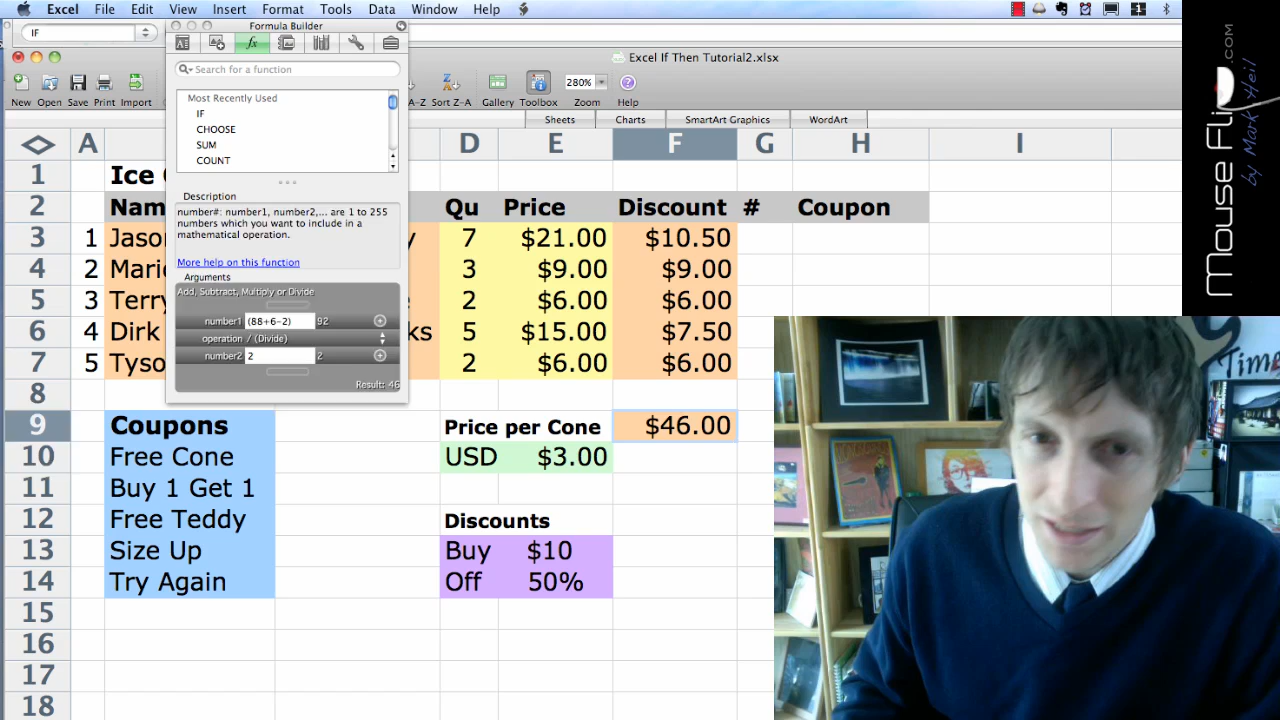 Excel File Edit View Insert Format Tools Data Window Help
Formula Builder
IF
Excel If Then Tutorial2.xlsx
Search for a function
New Open Save Print Import
A-Z Sort Z-A Gallery Toolbox Zoom Help
280%
Most Recently Used
IF
CHOOSE
SUM
COUNT
Sheets Charts SmartArt Graphics WordArt
A D E F G H I
Description
number#: number1, number2,... are 1 to 255
numbers which you want to include in a
mathematical operation.
More help on this function
Arguments
Add, Subtract, Multiply or Divide
number1 (88+6-2) 92
operation / (Divide)
number2 2 2
Result: 46
1 Ice
2 Nam Qu Price Discount # Coupon
3 1 Jaso y 7 $21.00 $10.50
4 2 Mari 3 $9.00 $9.00
5 3 Terry e 2 $6.00 $6.00
6 4 Dirk ks 5 $15.00 $7.50
7 5 Tyso 2 $6.00 $6.00
8
9 Coupons Price per Cone $46.00
10 Free Cone USD $3.00
11 Buy 1 Get 1
12 Free Teddy Discounts
13 Size Up Buy $10
14 Try Again Off 50%
15
16
17
18
Mouse Flip.com
by Mark Heil
Time